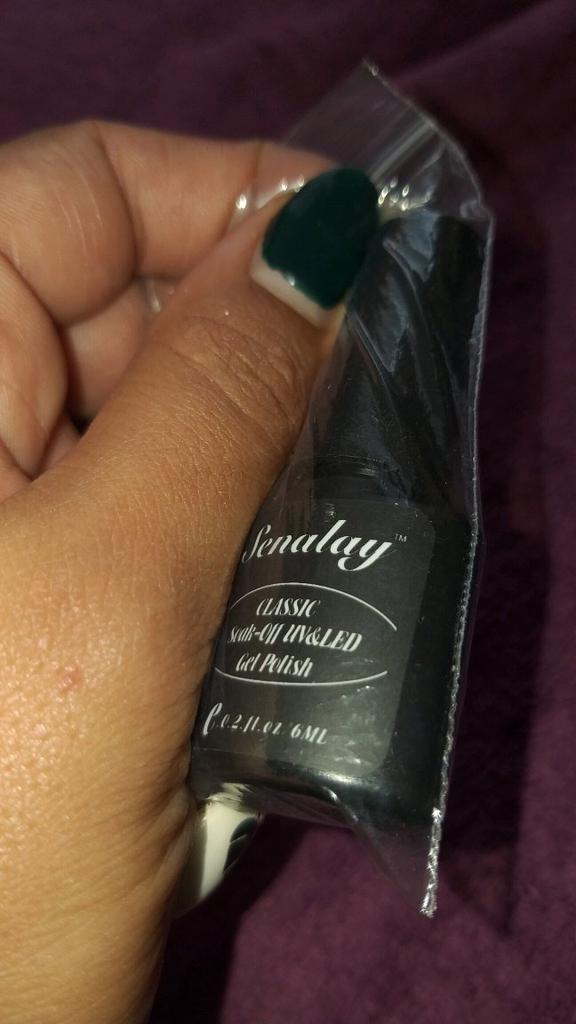 Senalay™
CLASSIC
Soak-Off UV&LED
Gel Polish
e 0.2.fl.oz/6ML